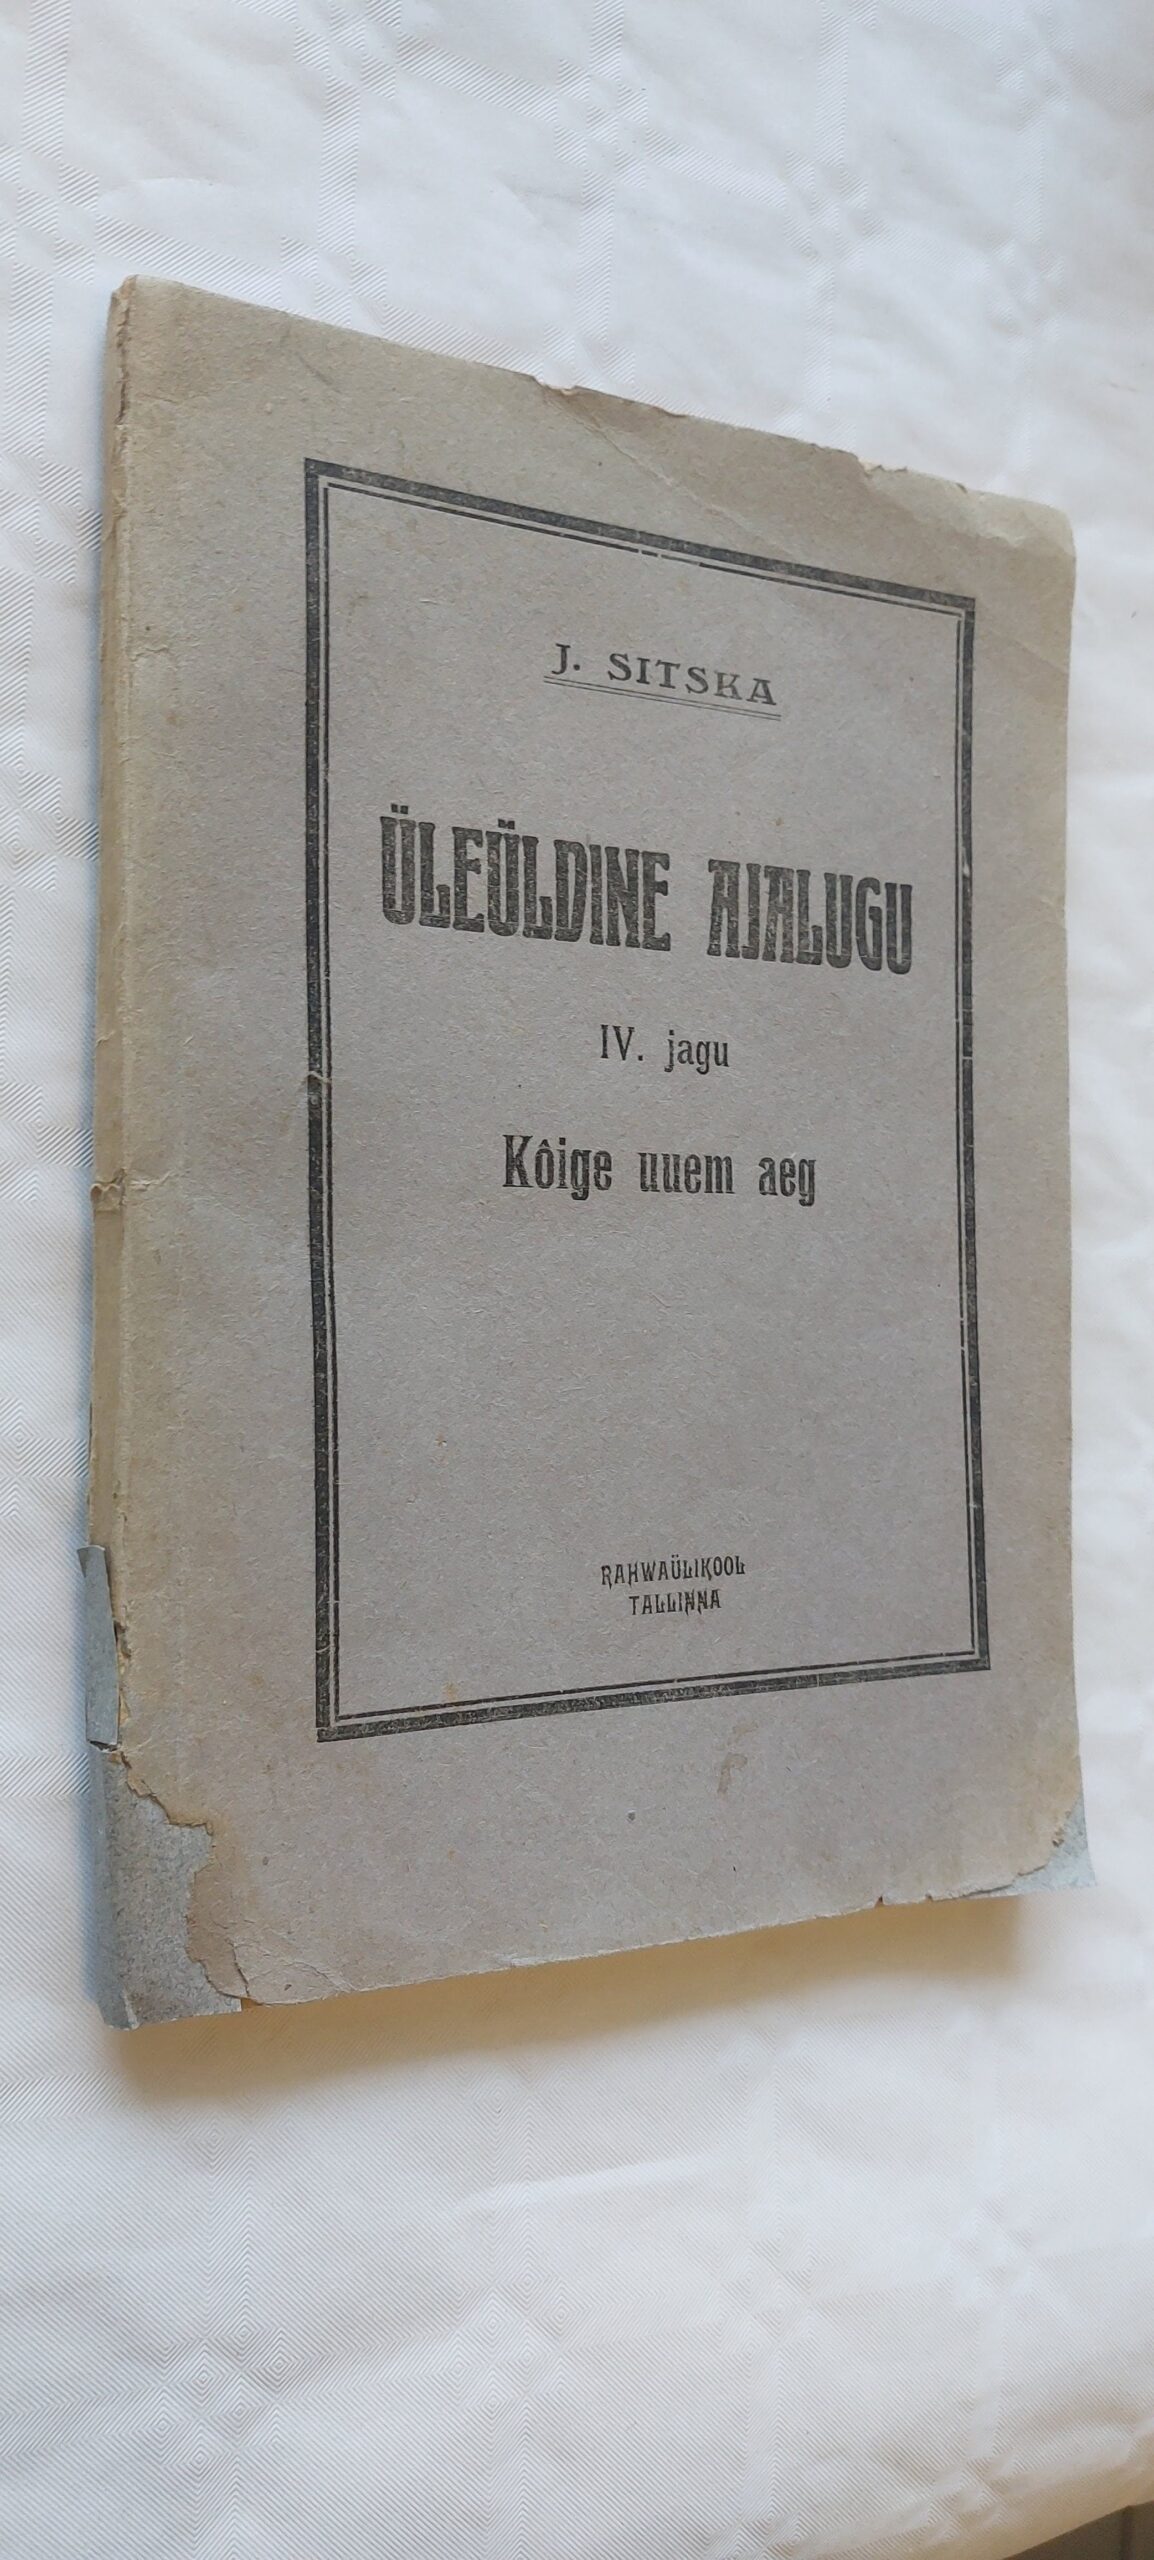 J. SITSKA
ÜLEÜLDINE AJALUGU
IV. jagu
Kôige uuem aeg
RAHWAÜLIKOOL
TALLINNA